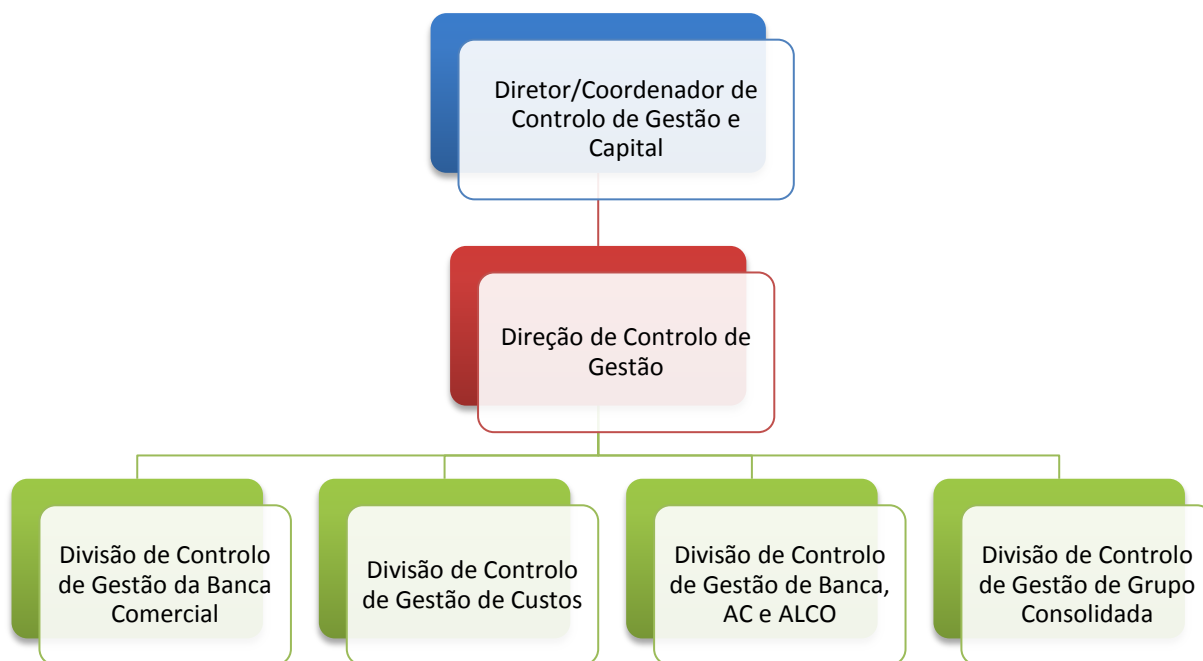 Diretor/Coordenador de
Controlo de Gestão e
Capital
Direção de Controlo de
Gestão
Divisão de Controlo
de Gestão da Banca
Comercial
Divisão de Controlo
de Gestão de Custos
Divisão de Controlo
de Gestão de Banca,
AC e ALCO
Divisão de Controlo
de Gestão de Grupo
Consolidada